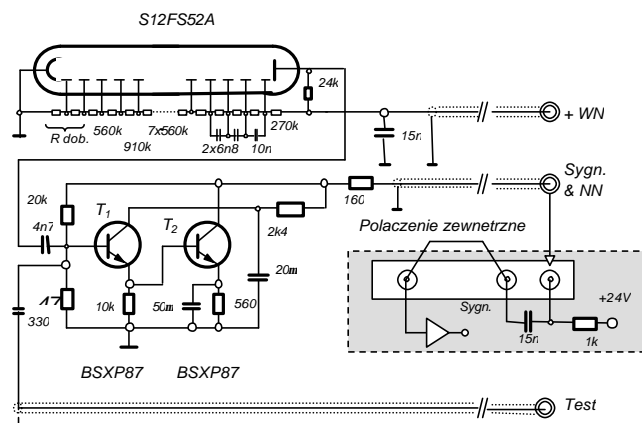 S12FS52A
24k
R dob.
560k
910k
7x560k
2x6n8
10n
270k
15n
+ WN
Sygn.
& NN
20k
4n7
T1
T2
160
2k4
20m
10k
50m
560
330
BSXP87
BSXP87
Polaczenie zewnetrzne
Sygn.
15n
+24V
1k
Test